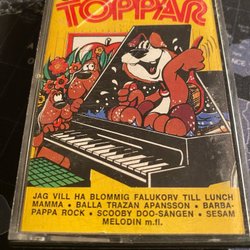 TOPPAR
JAG VILL HA BLOMMIG FALUKORV TILL LUNCH
MAMMA • BALLA TRAZAN APANSSON • BARBA-
PAPPA ROCK • SCOOBY DOO-SÅNGEN • SESAM
MELODIN m.fl.